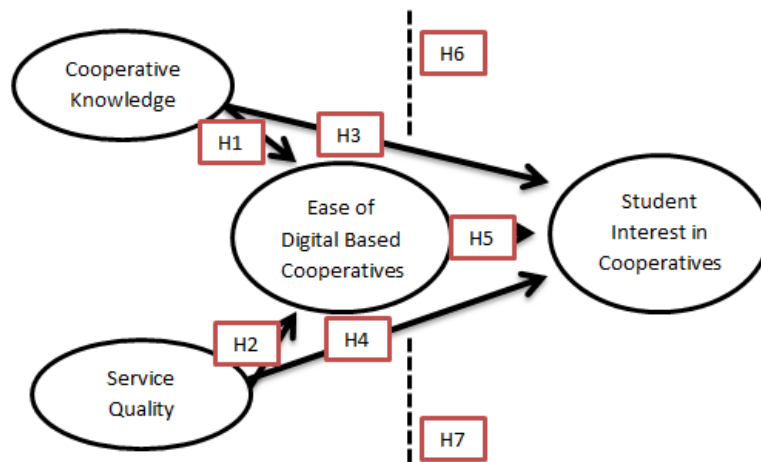 H6
Cooperative
Knowledge
H1
H3
Ease of
Digital Based
Cooperatives
H5
Student
Interest in
Cooperatives
H2
H4
Service
Quality
H7